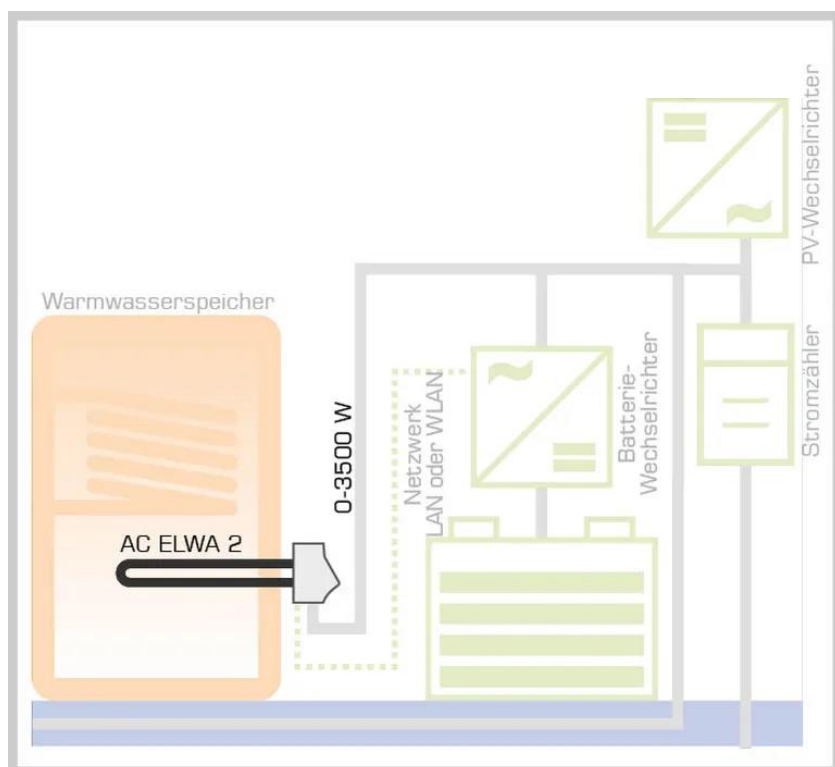 PV-Wechselrichter
Warmwasserspeicher
Stromzähler
Batterie-
Wechselrichter
Netzwerk
LAN oder WLAN
0-3500 W
AC ELWA 2